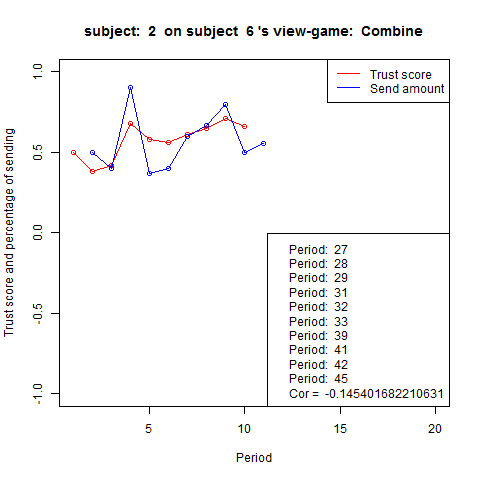 subject:  2  on subject  6 's view-game:  Combine
Trust score
Send amount
Trust score and percentage of sending
1.0
0.5
0.0
-0.5
-1.0
Period:  27
Period:  28
Period:  29
Period:  31
Period:  32
Period:  33
Period:  39
Period:  41
Period:  42
Period:  45
Cor =  -0.145401682210631
5 10 15 20
Period